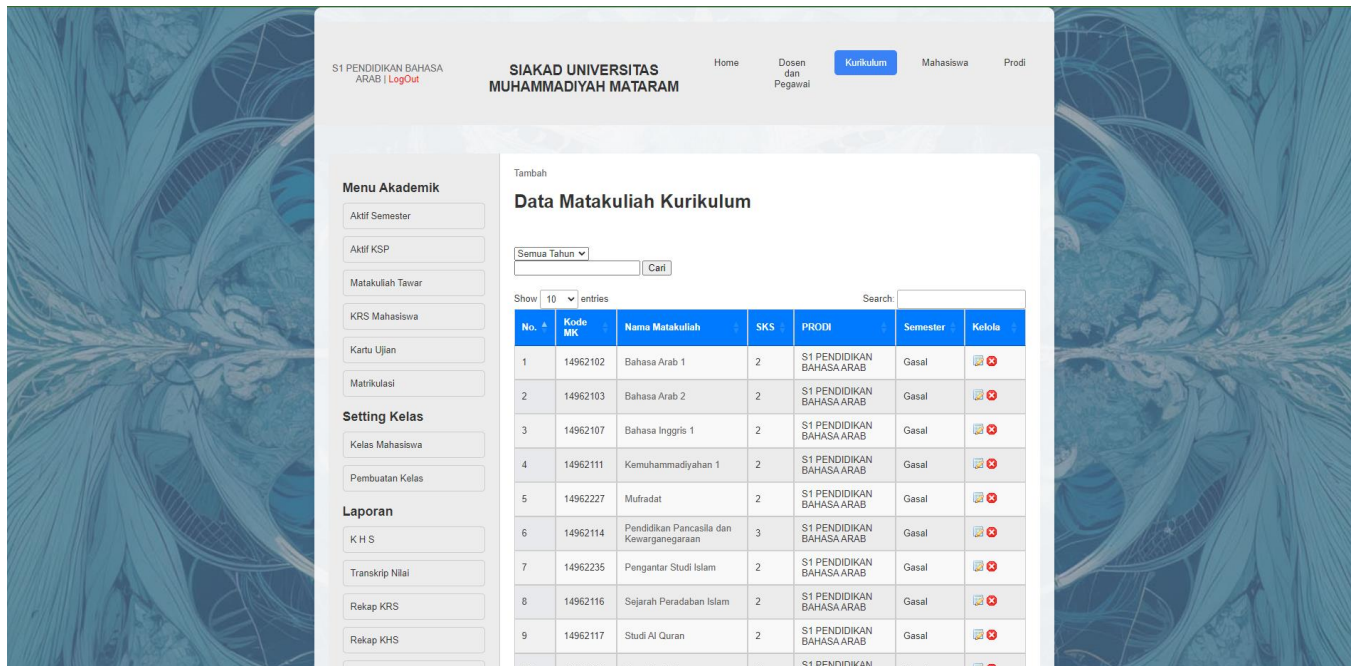 S1 PENDIDIKAN BAHASA
ARAB | LogOut
SIAKAD UNIVERSITAS
MUHAMMADIYAH MATARAM
Home
Dosen
dan
Pegawai
Kurikulum
Mahasiswa
Prodi
Menu Akademik
Aktif Semester
Aktif KSP
Matakuliah Tawar
KRS Mahasiswa
Kartu Ujian
Matrikulasi
Setting Kelas
Kelas Mahasiswa
Pembuatan Kelas
Laporan
K H S
Transkrip Nilai
Rekap KRS
Rekap KHS
Tambah
Data Matakuliah Kurikulum
Semua Tahun
Cari
Show 10 entries
Search:
No. Kode MK Nama Matakuliah SKS PRODI Semester Kelola
1 14962102 Bahasa Arab 1 2 S1 PENDIDIKAN BAHASA ARAB Gasal
2 14962103 Bahasa Arab 2 2 S1 PENDIDIKAN BAHASA ARAB Gasal
3 14962107 Bahasa Inggris 1 2 S1 PENDIDIKAN BAHASA ARAB Gasal
4 14962111 Kemuhammadiyahan 1 2 S1 PENDIDIKAN BAHASA ARAB Gasal
5 14962227 Mufradat 2 S1 PENDIDIKAN BAHASA ARAB Gasal
6 14962114 Pendidikan Pancasila dan Kewarganegaraan 3 S1 PENDIDIKAN BAHASA ARAB Gasal
7 14962235 Pengantar Studi Islam 2 S1 PENDIDIKAN BAHASA ARAB Gasal
8 14962116 Sejarah Peradaban Islam 2 S1 PENDIDIKAN BAHASA ARAB Gasal
9 14962117 Studi Al Quran 2 S1 PENDIDIKAN BAHASA ARAB Gasal
S1 PENDIDIKAN